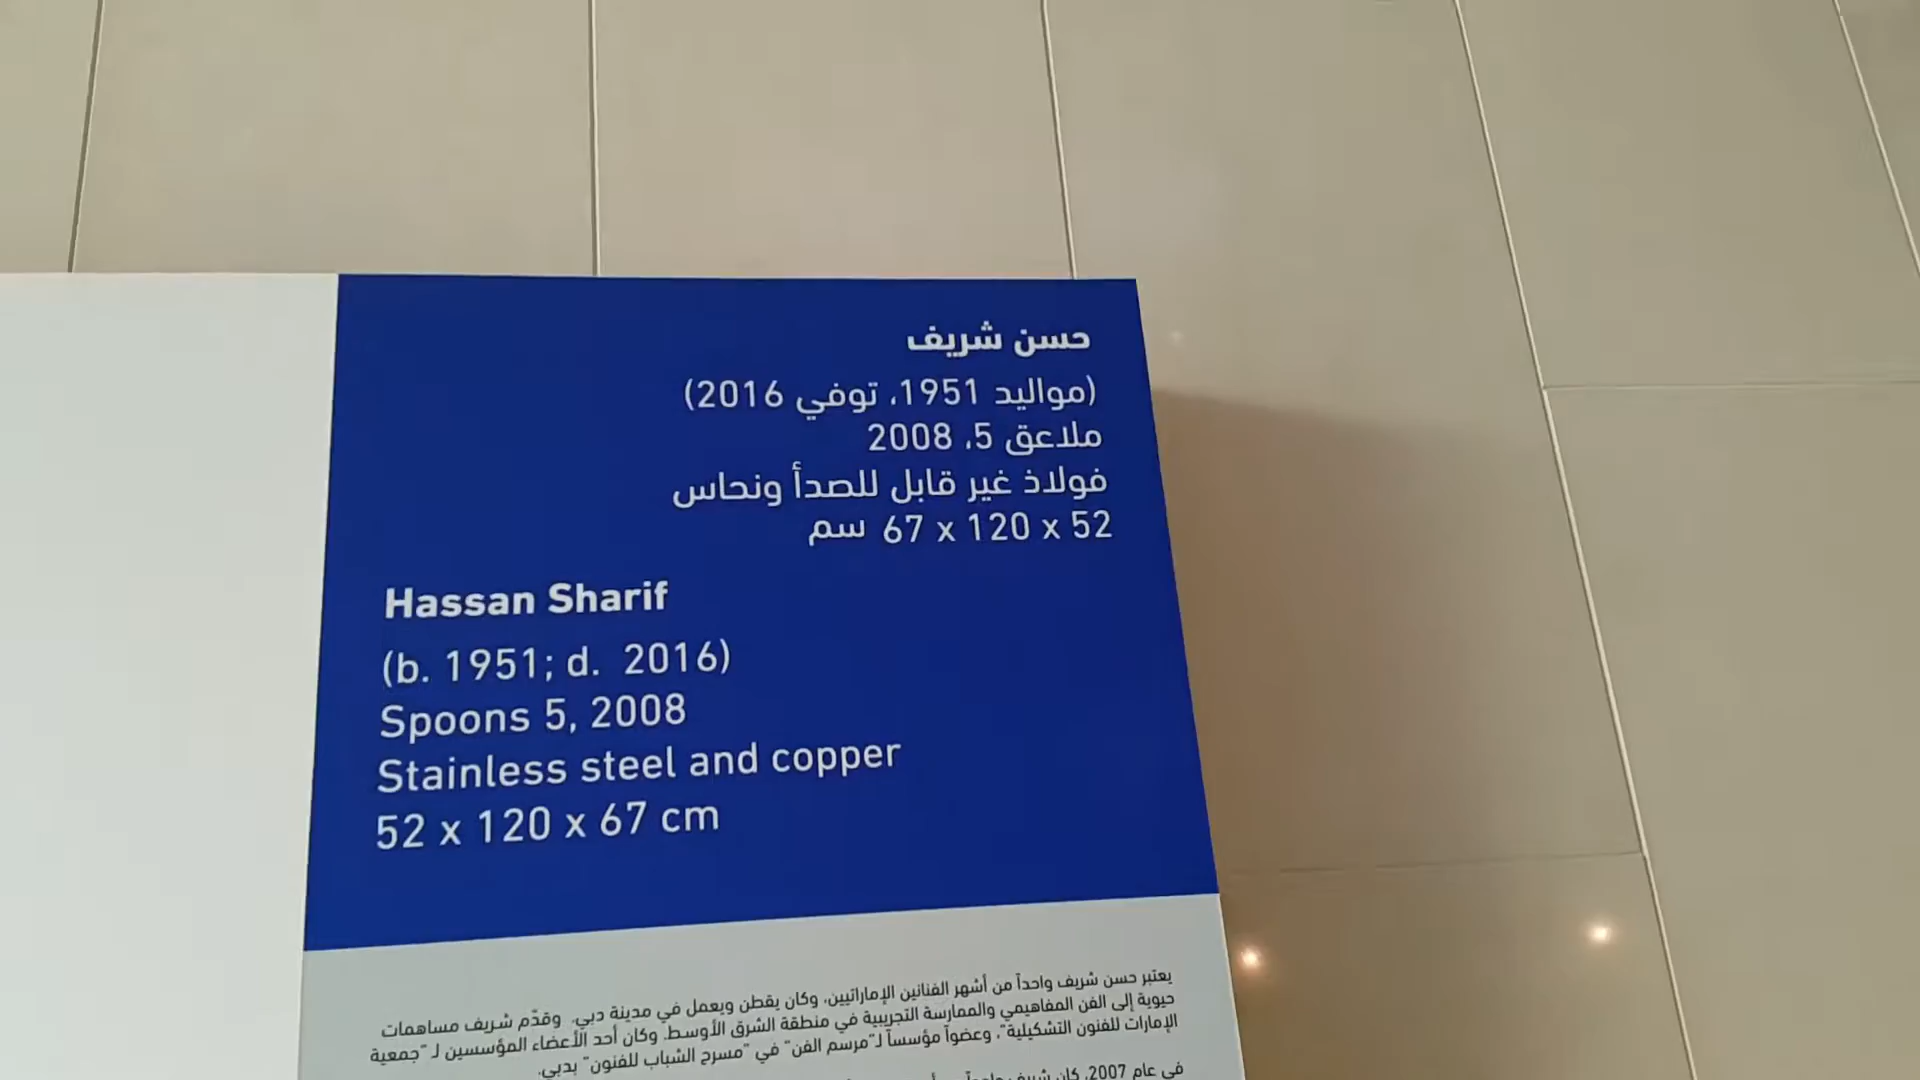 حسن شريف
(مواليد 1951، توفي 2016)
ملاعق 5، 2008
فولاذ غير قابل للصدأ ونحاس
52 x 120 x 67 سم
Hassan Sharif
(b. 1951; d. 2016)
Spoons 5, 2008
Stainless steel and copper
52 x 120 x 67 cm
يعتبر حسن شريف واحداً من أشهر الفنانين الإماراتيين، وكان يقطن ويعمل في مدينة دبي. وقدّم شريف مساهمات
حيوية إلى الفن المفاهيمي والممارسة التجريبية في منطقة الشرق الأوسط. وكان أحد الأعضاء المؤسسين لـ "جمعية
الإمارات للفنون التشكيلية"، وعضواً مؤسساً لـ"مرسم الفن" في "مسرح الشباب للفنون" بدبي.
في عام 2007، كان شريف واحداً